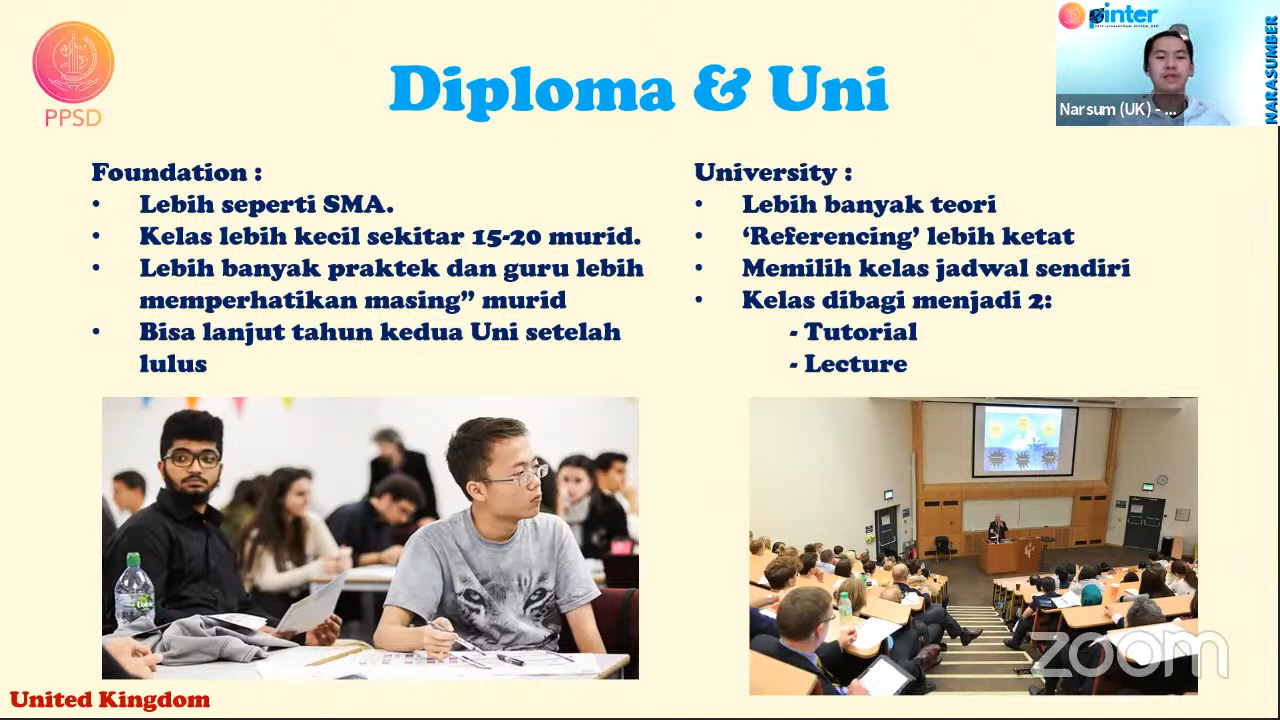 PPSD
Diploma & Uni
pinter
NARASUMBER
Narsum (UK) - ...
Foundation :
• Lebih seperti SMA.
• Kelas lebih kecil sekitar 15-20 murid.
• Lebih banyak praktek dan guru lebih
memperhatikan masing” murid
• Bisa lanjut tahun kedua Uni setelah
lulus
University :
• Lebih banyak teori
• ‘Referencing’ lebih ketat
• Memilih kelas jadwal sendiri
• Kelas dibagi menjadi 2:
- Tutorial
- Lecture
zoom
United Kingdom